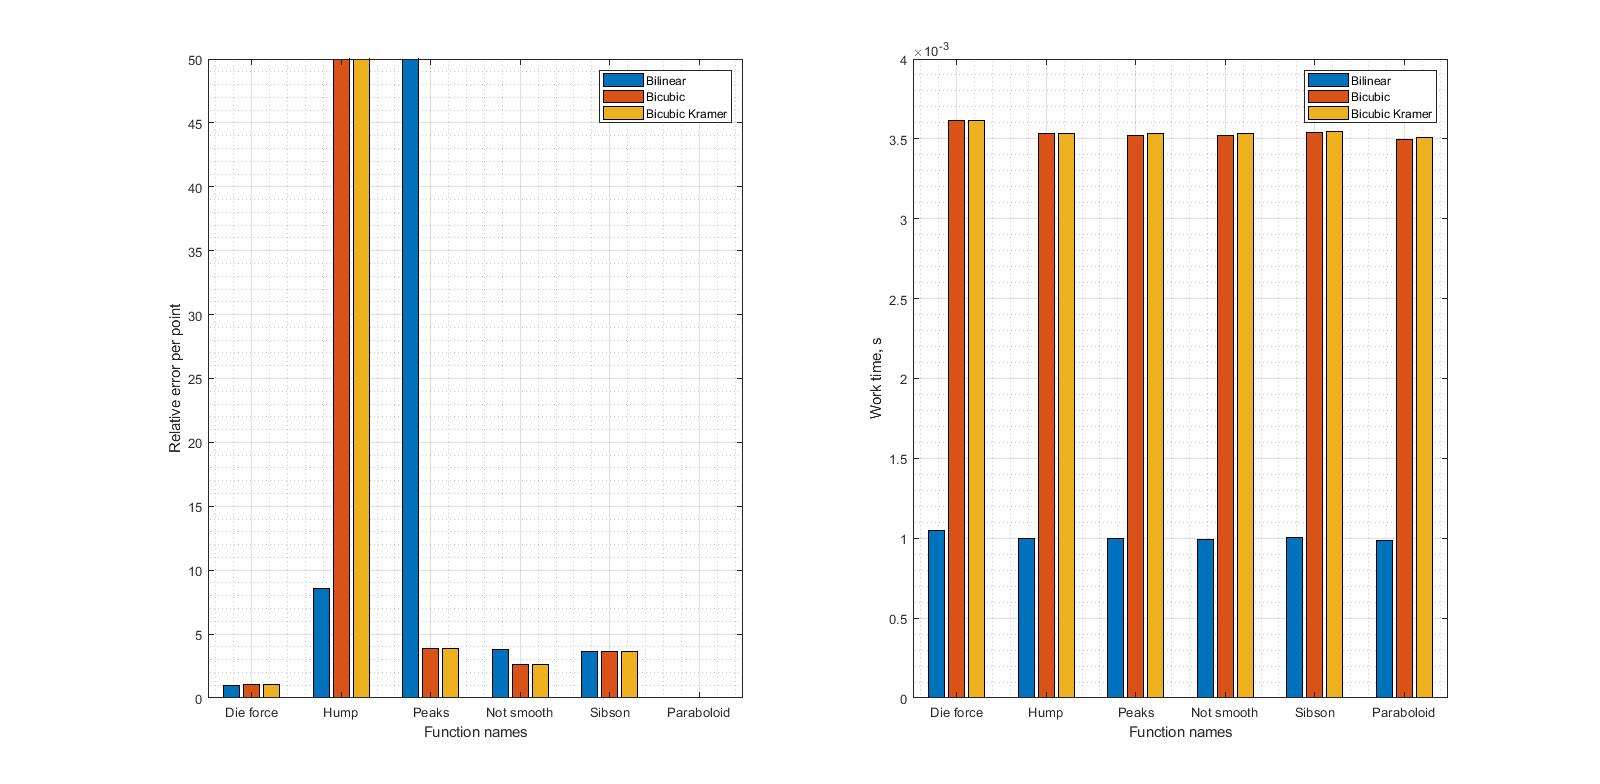 50
45
40
35
30
25
20
15
10
5
0
Relative error per point
Die force Hump Peaks Not smooth Sibson Paraboloid
Function names
Bilinear
Bicubic
Bicubic Kramer
×10-3
4
3.5
3
2.5
2
1.5
1
0.5
0
Work time, s
Die force Hump Peaks Not smooth Sibson Paraboloid
Function names
Bilinear
Bicubic
Bicubic Kramer